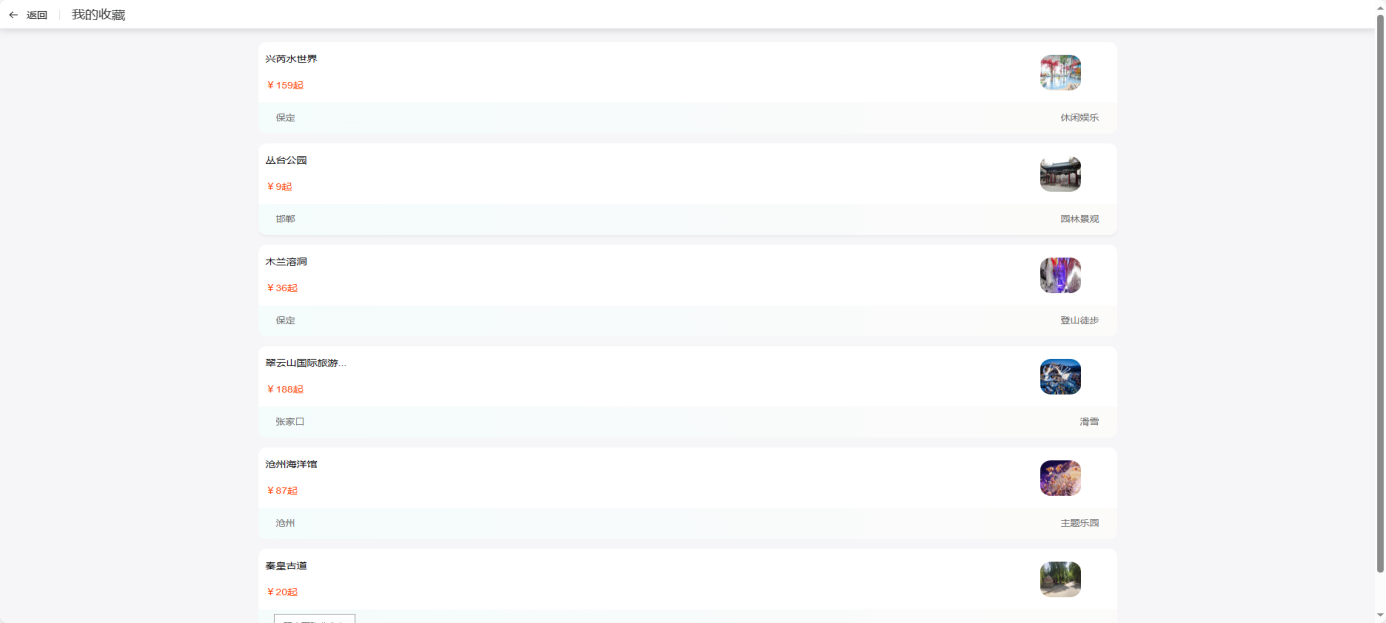 返回 我的收藏
兴芮水世界
¥159起
保定 休闲娱乐
丛台公园
¥9起
邯郸 园林景观
木兰溶洞
¥36起
保定 登山徒步
翠云山国际旅游...
¥188起
张家口 滑雪
沧州海洋馆
¥87起
沧州 主题乐园
秦皇古道
¥20起